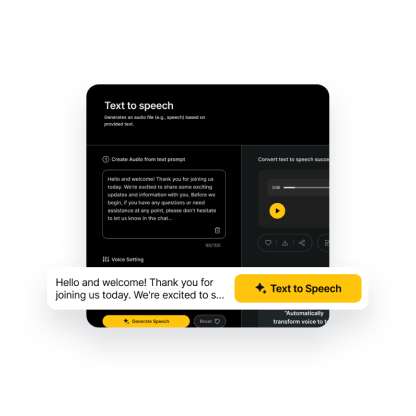 Text to speech
Generates an audio file (e.g., speech) based on
provided text.
1 Create Audio from text prompt
Hello and welcome! Thank you for joining us
today. We're excited to share some exciting
updates and information with you. Before we
begin, if you have any questions or need
assistance at any point, please don't hesitate
to let us know in the chat...
Convert text to speech succe
Voice Setting
Hello and welcome! Thank you for
joining us today. We're excited to s...
Text to Speech
Generate Speech
Reset
"Automatically
transform voice to t